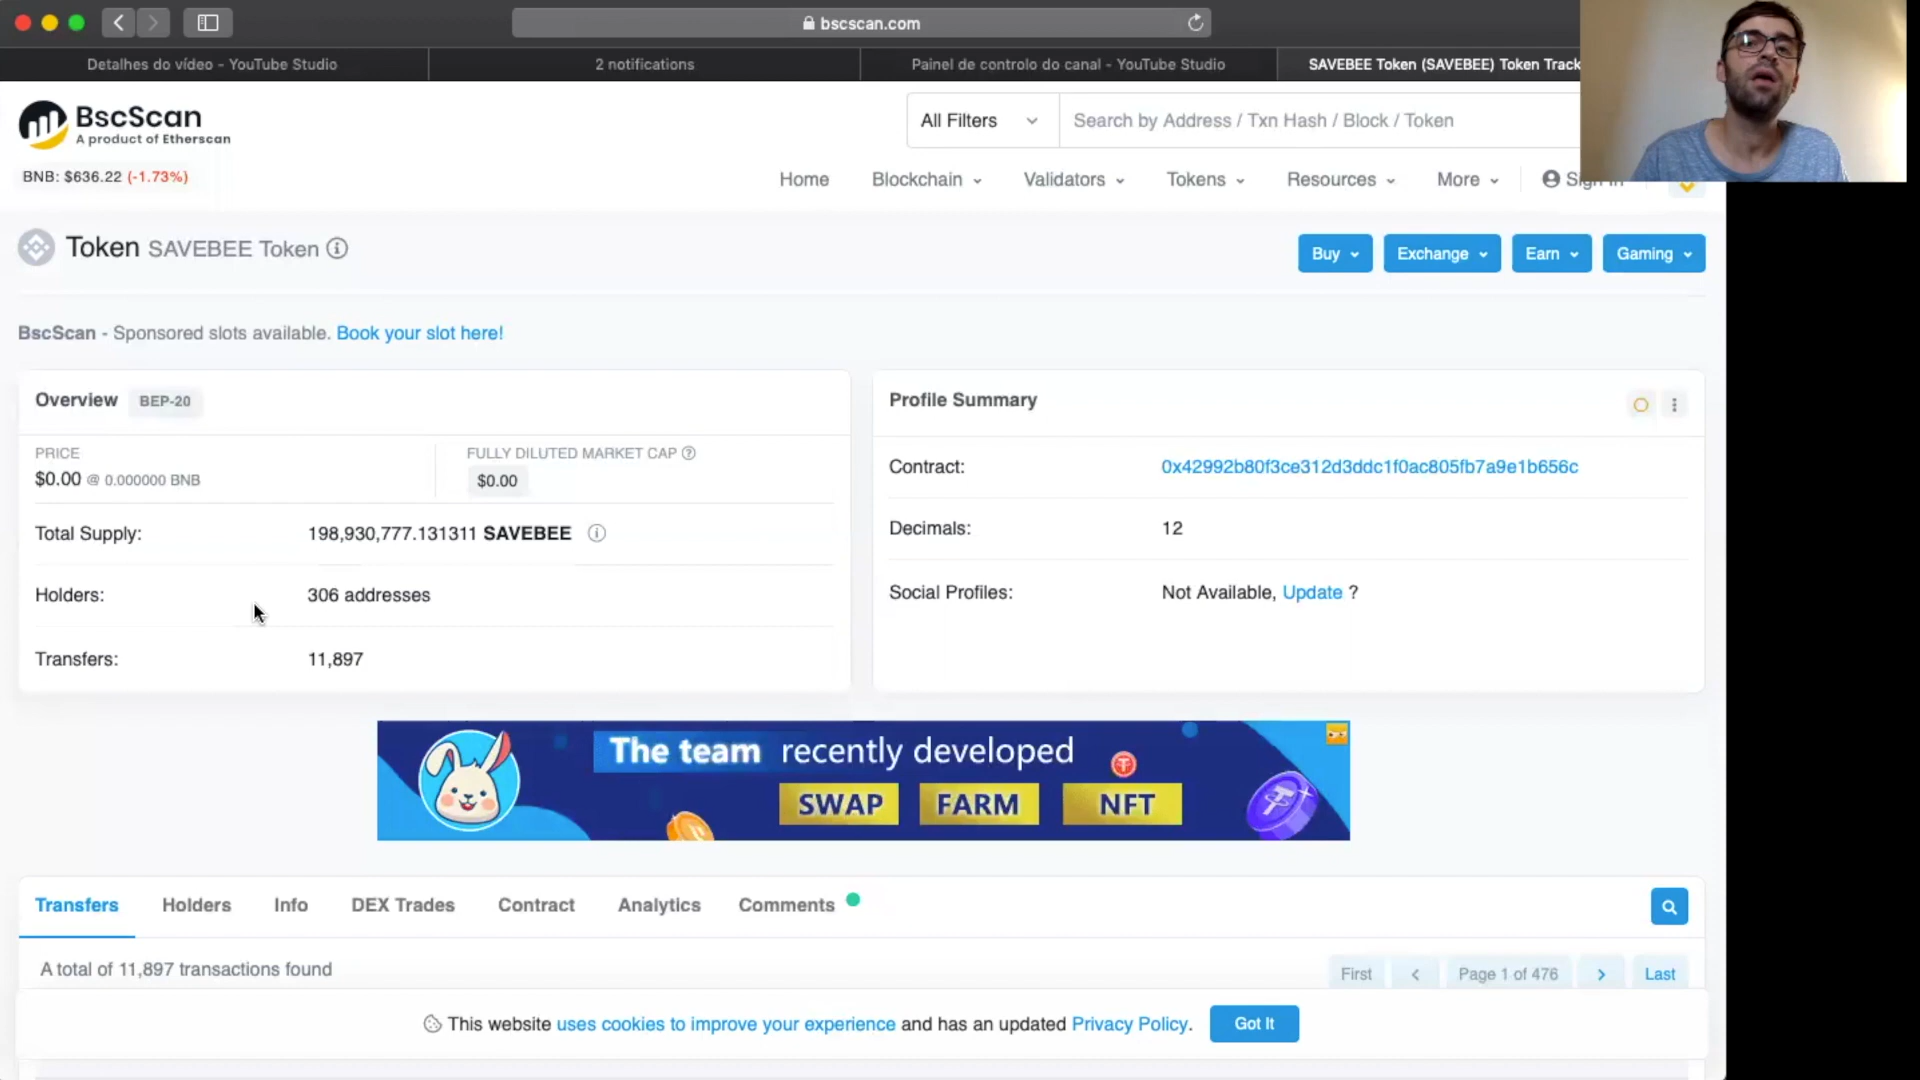 bscscan.com
Detalhes do vídeo – YouTube Studio
2 notifications
Painel de controlo do canal – YouTube Studio
SAVEBEE Token (SAVEBEE) Token Track
BscScan
A product of Etherscan
All Filters
Search by Address / Txn Hash / Block / Token
BNB: $636.22 (-1.73%)
Home
Blockchain
Validators
Tokens
Resources
More
Sign In
Token SAVEBEE Token
Buy
Exchange
Earn
Gaming
BscScan - Sponsored slots available. Book your slot here!
Overview BEP-20
PRICE
$0.00 @ 0.000000 BNB
FULLY DILUTED MARKET CAP
$0.00
Total Supply: 198,930,777.131311 SAVEBEE
Holders: 306 addresses
Transfers: 11,897
Profile Summary
Contract: 0x42992b80f3ce312d3ddc1f0ac805fb7a9e1b656c
Decimals: 12
Social Profiles: Not Available, Update ?
The team recently developed
SWAP FARM NFT
Transfers
Holders
Info
DEX Trades
Contract
Analytics
Comments
A total of 11,897 transactions found
First
Page 1 of 476
Last
This website uses cookies to improve your experience and has an updated Privacy Policy.
Got It